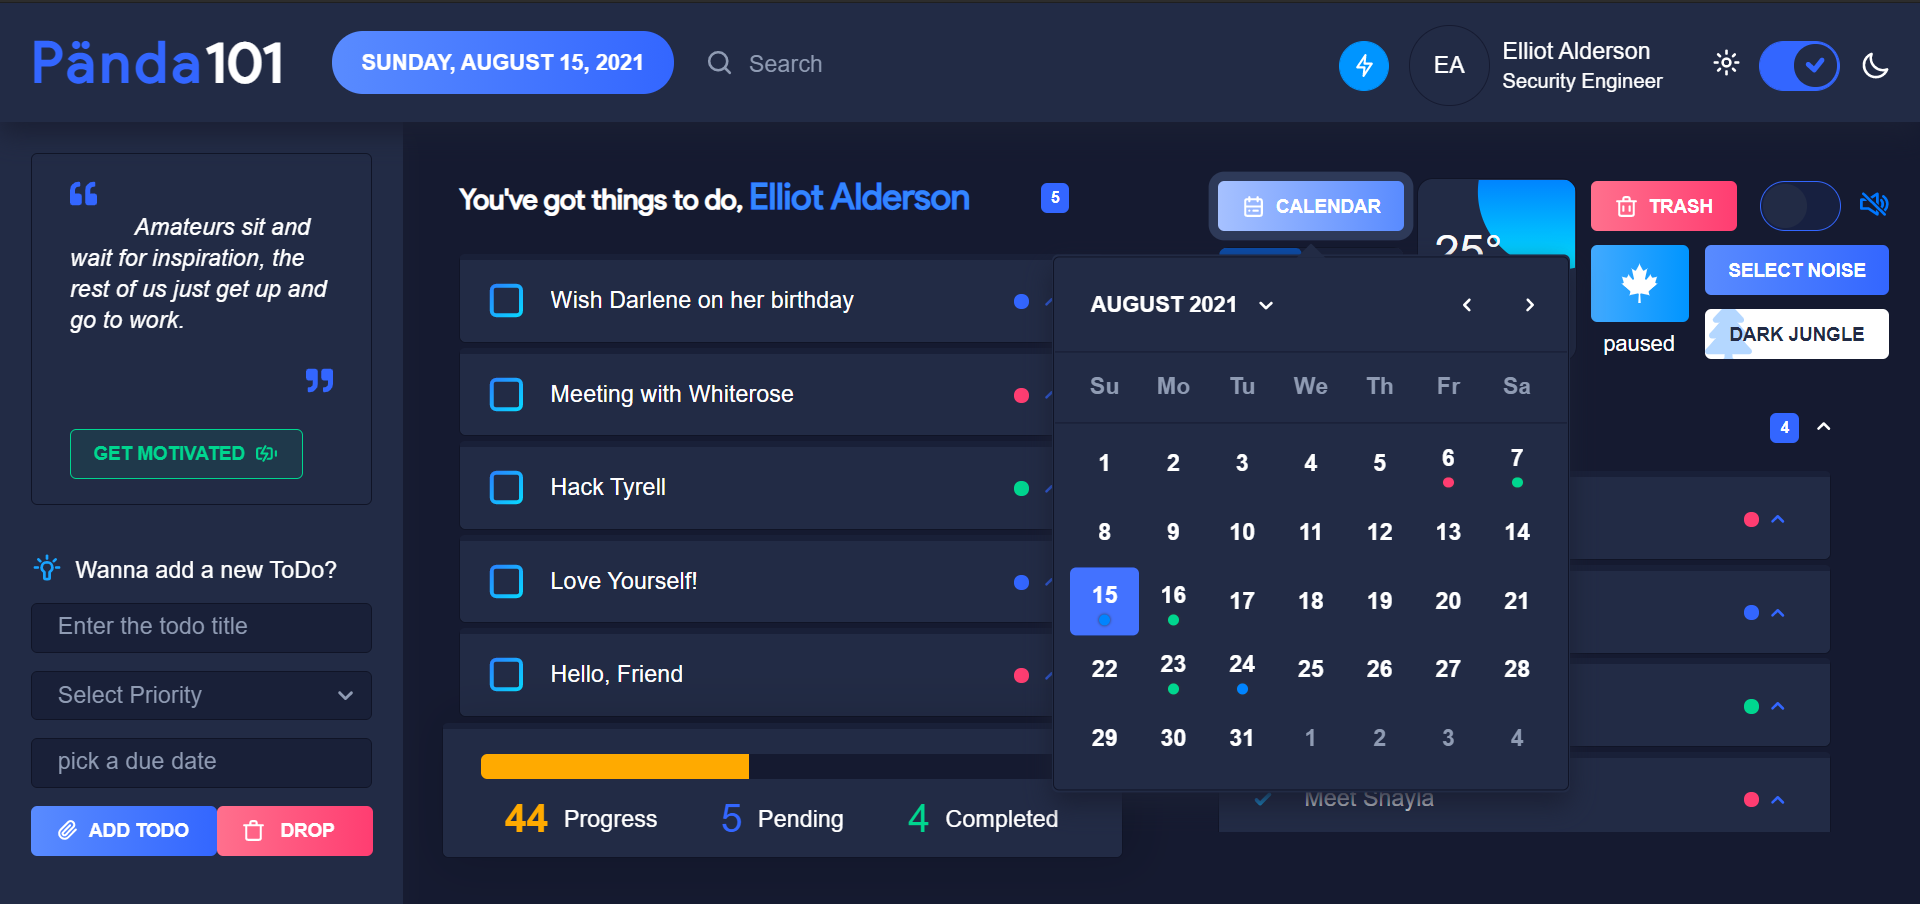 Pända101
SUNDAY, AUGUST 15, 2021
Search
EA
Elliot Alderson
Security Engineer
Amateurs sit and
wait for inspiration, the
rest of us just get up and
go to work.
GET MOTIVATED
Wanna add a new ToDo?
Enter the todo title
Select Priority
pick a due date
ADD TODO
DROP
You've got things to do, Elliot Alderson
5
Wish Darlene on her birthday
Meeting with Whiterose
Hack Tyrell
Love Yourself!
Hello, Friend
44 Progress
5 Pending
4 Completed
CALENDAR
25°
TRASH
paused
SELECT NOISE
DARK JUNGLE
AUGUST 2021
Su Mo Tu We Th Fr Sa
1 2 3 4 5 6 7
8 9 10 11 12 13 14
15 16 17 18 19 20 21
22 23 24 25 26 27 28
29 30 31 1 2 3 4
4
Meet Shayla